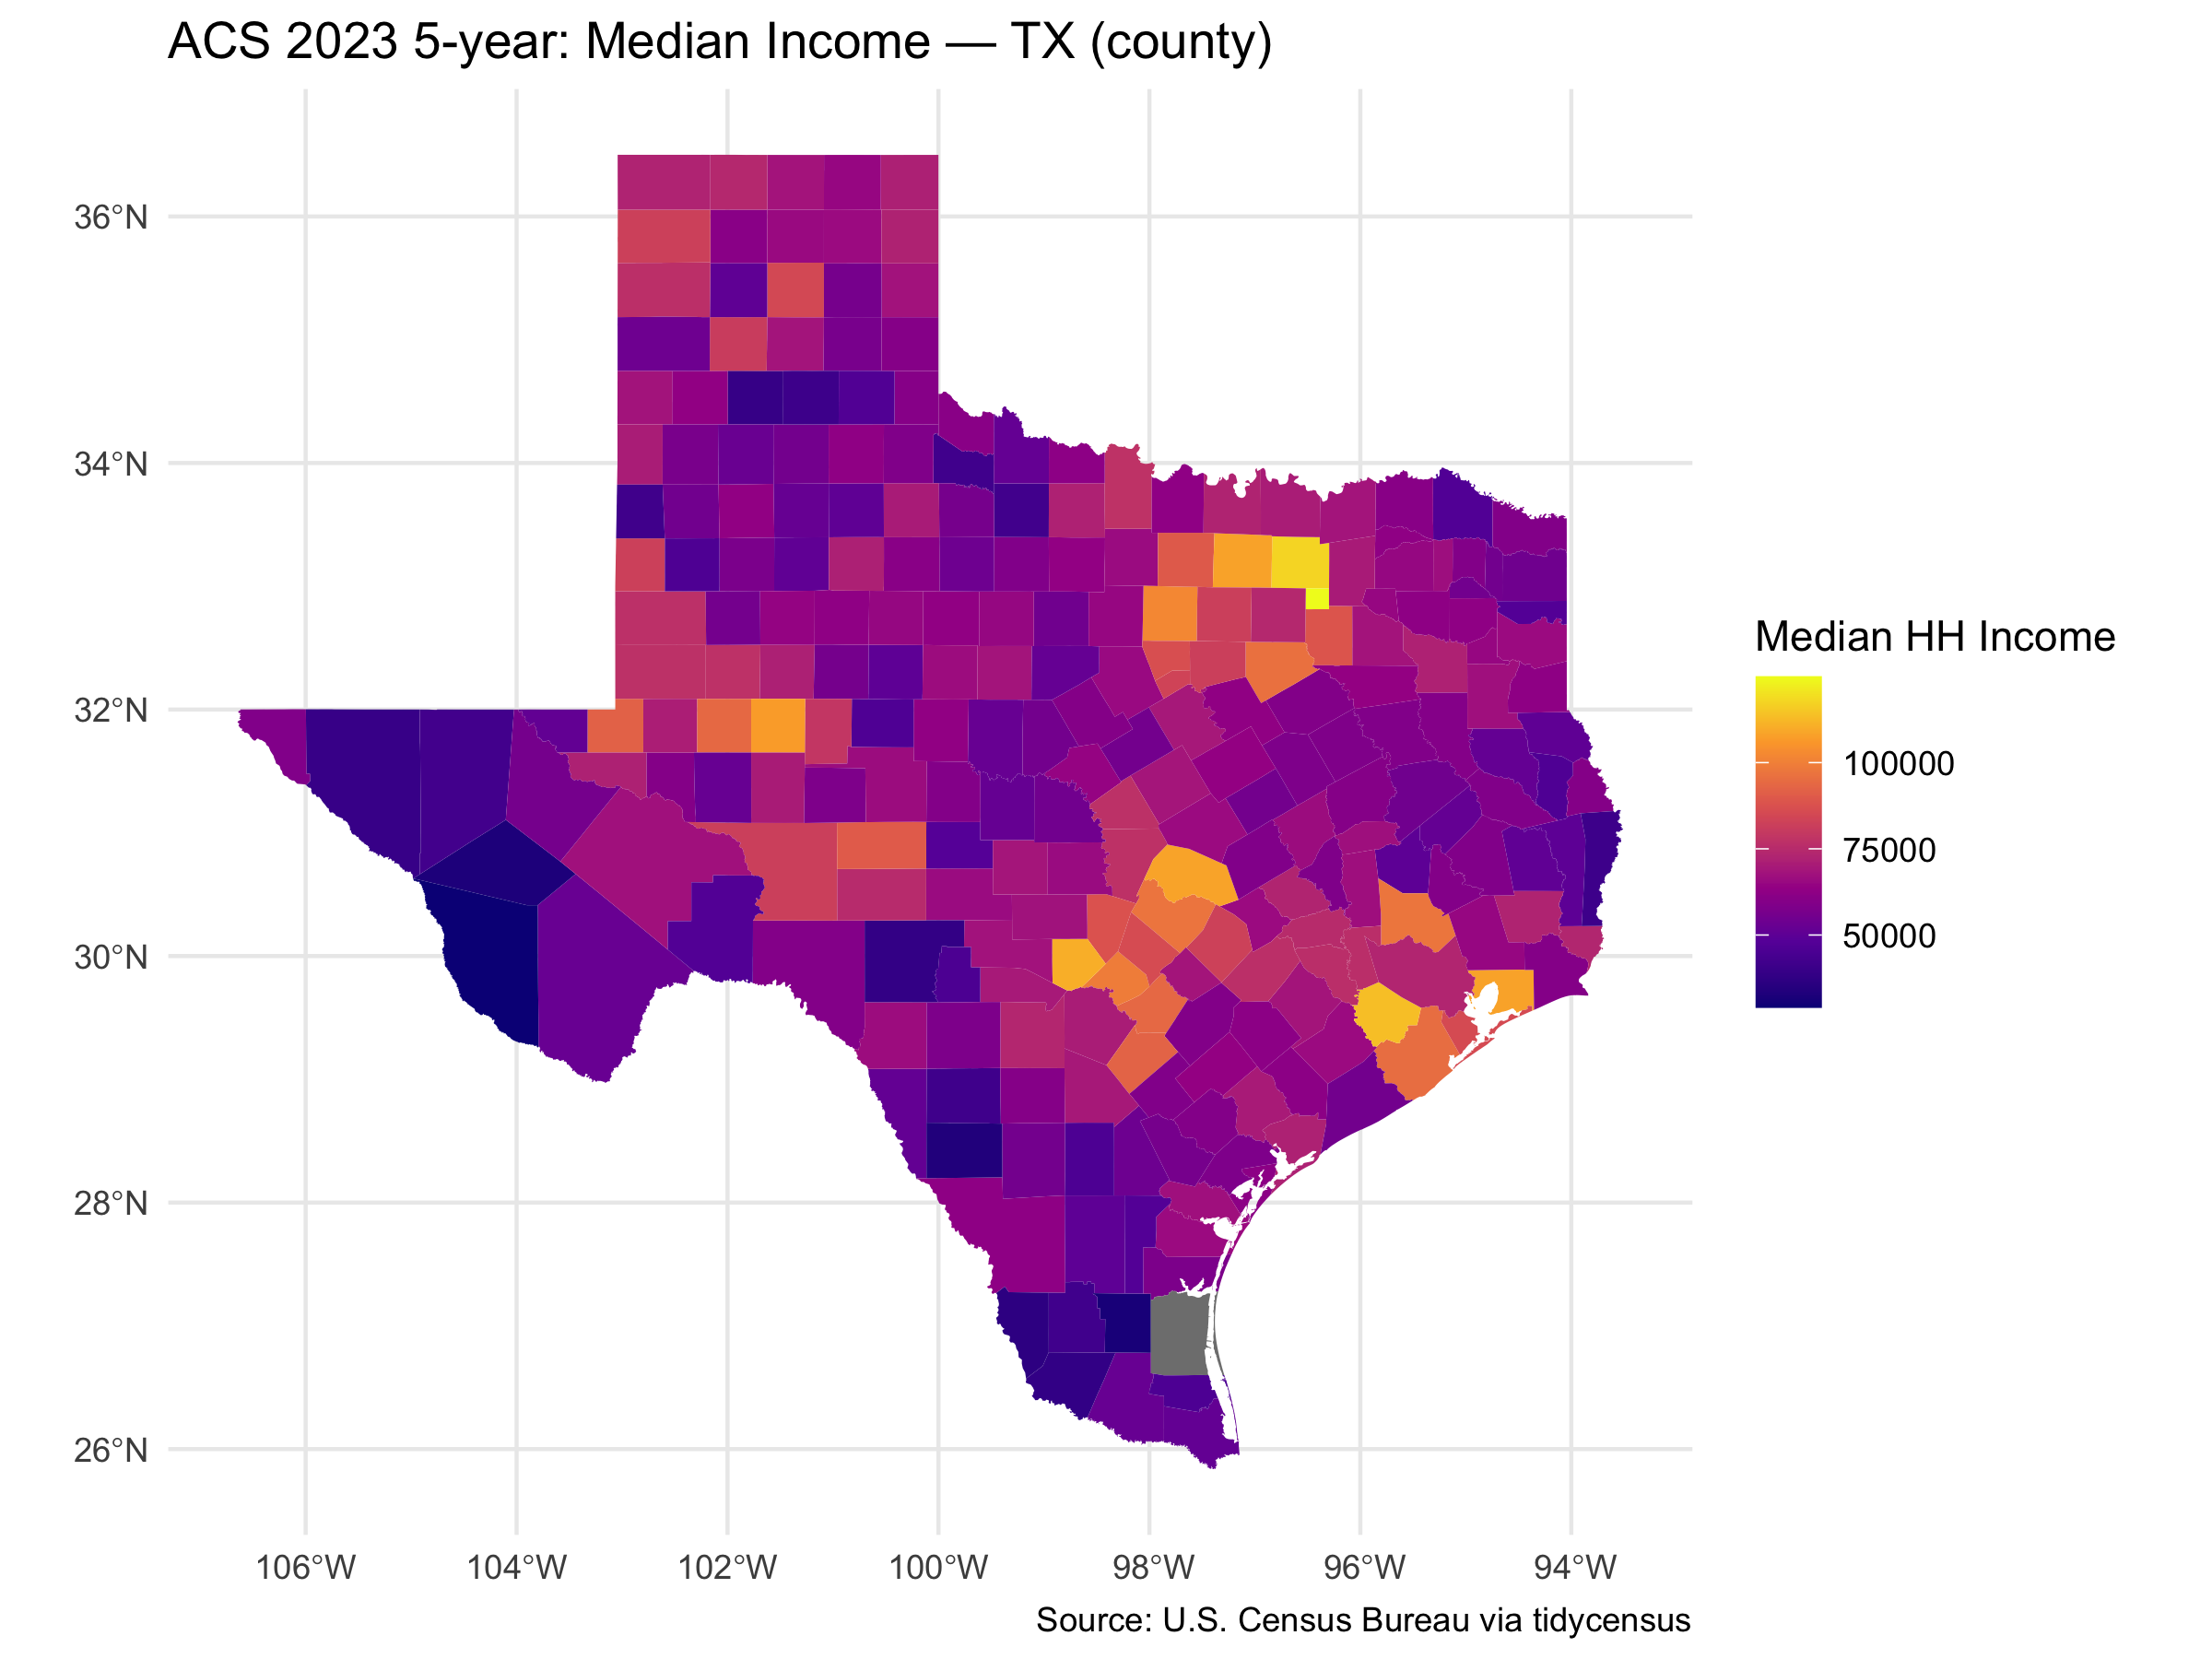 ACS 2023 5-year: Median Income — TX (county)
36°N
34°N
32°N
30°N
28°N
26°N
106°W 104°W 102°W 100°W 98°W 96°W 94°W
Median HH Income
100000
75000
50000
Source: U.S. Census Bureau via tidycensus